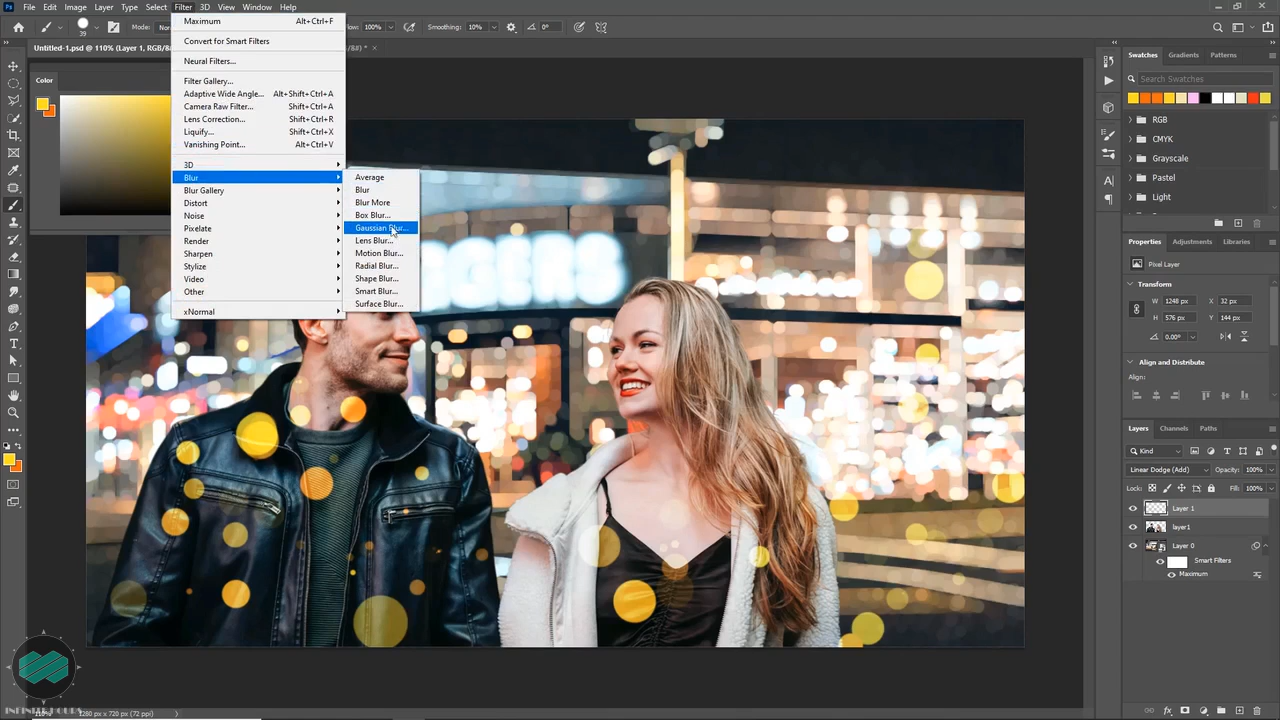 File Edit Image Layer Type Select Filter 3D View Window Help
Maximum Alt+Ctrl+F
Mode:
100%
Smoothing: 10%
0°
Untitled-1.psd @ 110% (Layer 1, RGB/8
Convert for Smart Filters
Neural Filters...
Filter Gallery...
Adaptive Wide Angle... Alt+Shift+Ctrl+A
Camera Raw Filter... Shift+Ctrl+A
Lens Correction... Shift+Ctrl+R
Liquify... Shift+Ctrl+X
Vanishing Point... Alt+Ctrl+V
3D
Blur
Blur Gallery
Distort
Noise
Pixelate
Render
Sharpen
Stylize
Video
Other
xNormal
Average
Blur
Blur More
Box Blur...
Gaussian Blur...
Lens Blur...
Motion Blur...
Radial Blur...
Shape Blur...
Smart Blur...
Surface Blur...
Color
39
Swatches Gradients Patterns
Search Swatches
RGB
CMYK
Grayscale
Pastel
Light
Properties Adjustments Libraries
Pixel Layer
Transform
W 1248 px X 32 px
H 576 px Y 144 px
0.00°
Align and Distribute
Align:
Layers Channels Paths
Kind
Linear Dodge (Add) Opacity: 100%
Lock: Fill: 100%
Layer 1
layer1
Layer 0
Smart Filters
Maximum
1280 px x 720 px (72 ppi)